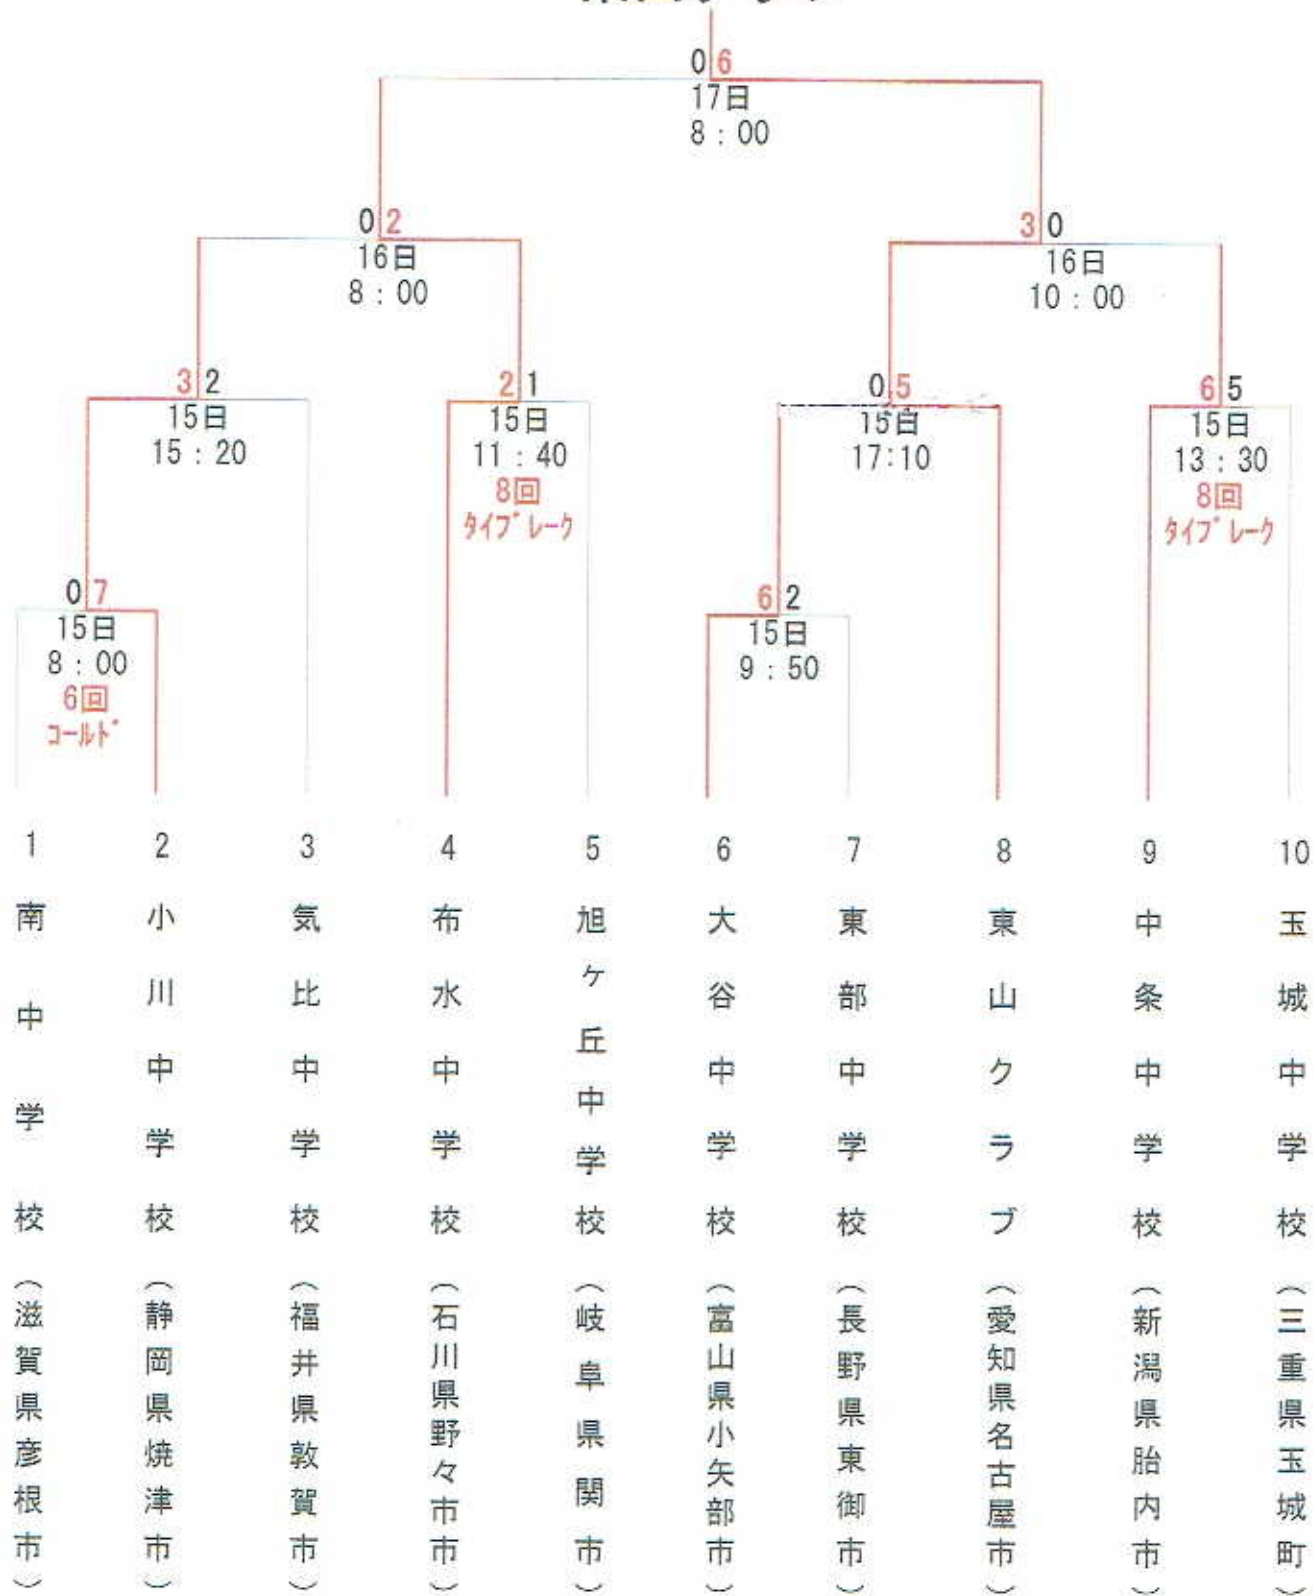 0 6
17日
8:00
0 2
16日
8:00
3 0
16日
10:00
3 2
15日
15:20
2 1
15日
11:40
8回
タイブレーク
0 5
15日
17:10
6 5
15日
13:30
8回
タイブレーク
0 7
15日
8:00
6回
コールド
6 2
15日
9:50
1
南中学校（滋賀県彦根市）
2
小川中学校（静岡県焼津市）
3
気比中学校（福井県敦賀市）
4
布水中学校（石川県野々市市）
5
旭ヶ丘中学校（岐阜県関市）
6
大谷中学校（富山県小矢部市）
7
東部中学校（長野県東御市）
8
東山クラブ（愛知県名古屋市）
9
中条中学校（新潟県胎内市）
10
玉城中学校（三重県玉城町）